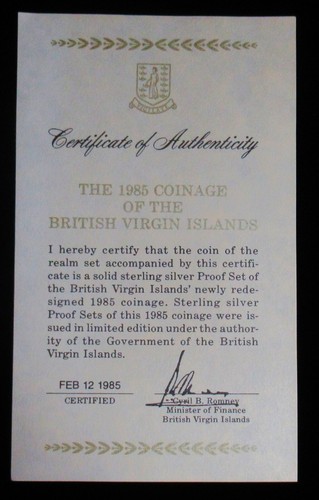 Certificate of Authenticity
THE 1985 COINAGE
OF THE
BRITISH VIRGIN ISLANDS
I hereby certify that the coin of the
realm set accompanied by this certifi-
cate is a solid sterling silver Proof Set of
the British Virgin Islands' newly rede-
signed 1985 coinage. Sterling silver
Proof Sets of this 1985 coinage were is-
sued in limited edition under the author-
ity of the Government of the British
Virgin Islands.
FEB 12 1985
CERTIFIED
Cyril B. Romney
Minister of Finance
British Virgin Islands